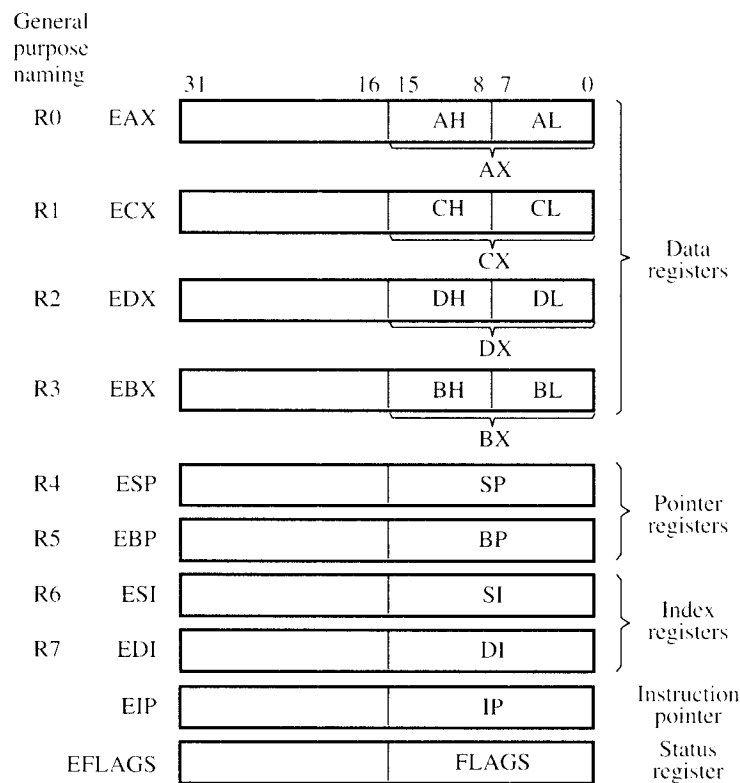 General
purpose
naming
31 16 15 8 7 0
R0 EAX AH AL
AX
R1 ECX CH CL
CX
Data
registers
R2 EDX DH DL
DX
R3 EBX BH BL
BX
R4 ESP SP
Pointer
registers
R5 EBP BP
R6 ESI SI
Index
registers
R7 EDI DI
EIP IP
Instruction
pointer
EFLAGS FLAGS
Status
register